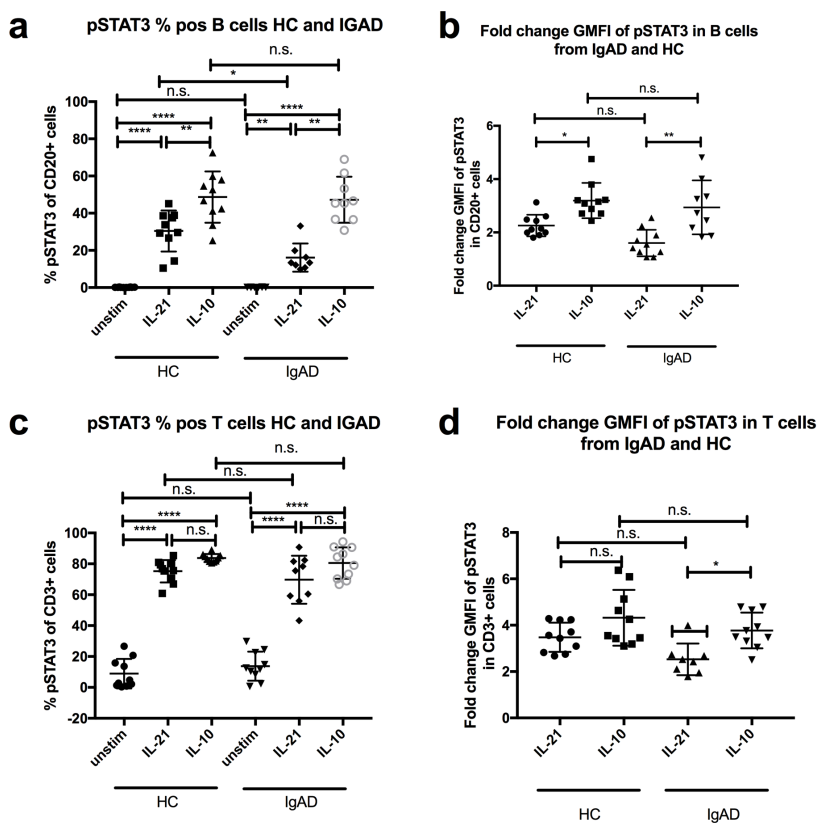 a
pSTAT3 % pos B cells HC and IGAD
n.s.
*
n.s.
**** ****
**** ** ** **
% pSTAT3 of CD20+ cells
100
80
60
40
20
0
unstim IL-21 IL-10 unstim IL-21 IL-10
HC IgAD
b
Fold change GMFI of pSTAT3 in B cells
from IgAD and HC
n.s.
n.s.
* **
Fold change GMFI of pSTAT3
in CD20+ cells
6
4
2
0
IL-21 IL-10 IL-21 IL-10
HC IgAD
c
pSTAT3 % pos T cells HC and IGAD
n.s.
n.s.
n.s.
**** ****
**** n.s. **** n.s.
% pSTAT3 of CD3+ cells
100
80
60
40
20
0
-20
unstim IL-21 IL-10 unstim IL-21 IL-10
HC IgAD
d
Fold change GMFI of pSTAT3 in T cells
from IgAD and HC
n.s.
n.s.
n.s. *
Fold change GMFI of pSTAT3
in CD3+ cells
8
6
4
2
0
IL-21 IL-10 IL-21 IL-10
HC IgAD